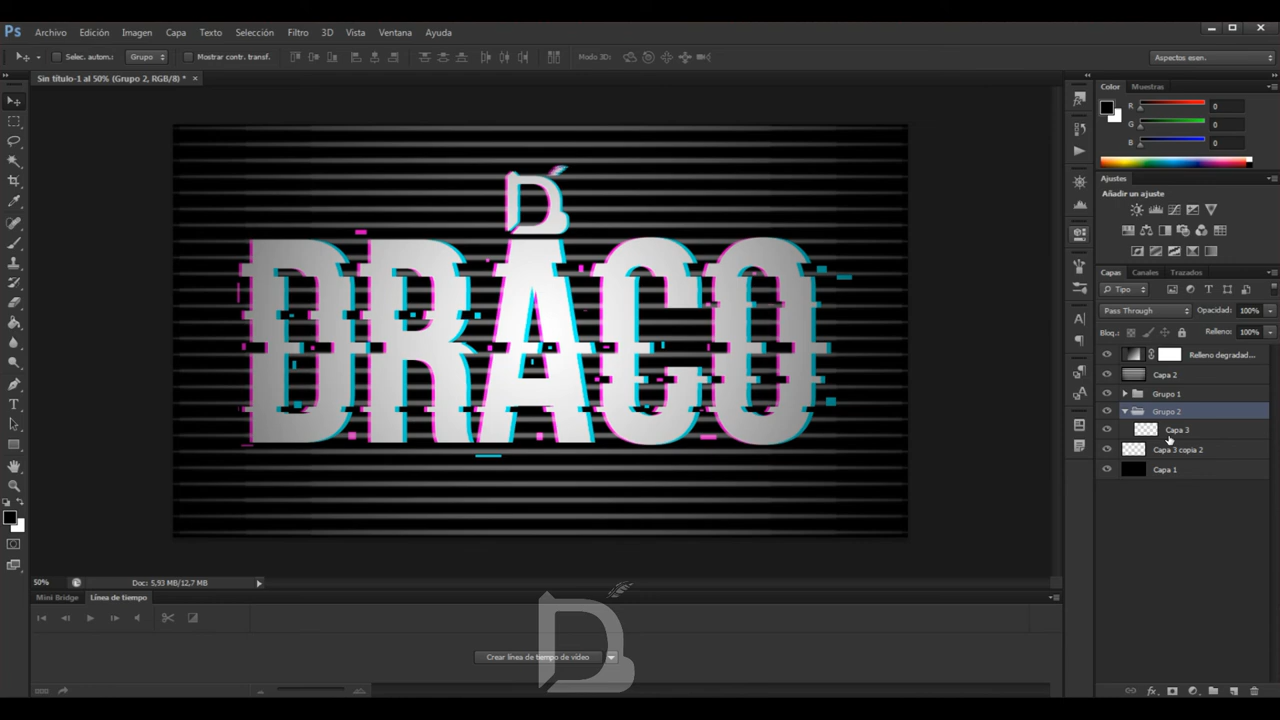 Ps Archivo Edición Imagen Capa Texto Selección Filtro 3D Vista Ventana Ayuda
Selec. autom.: Grupo Mostrar contr. transf. Modo 3D: Aspectos esen.
Sin título-1 al 50% (Grupo 2, RGB/8) * ×
Color Muestras
R 0
G 0
B 0
Ajustes
Añadir un ajuste
Capas Canales Trazados
Tipo
Pass Through Opacidad: 100%
Bloq.: Relleno: 100%
Relleno degradad...
Capa 2
Grupo 1
Grupo 2
Capa 3
Capa 3 copia 2
Capa 1
D
DRACO
50% Doc: 5,93 MB/12,7 MB
Mini Bridge Línea de tiempo
Crear línea de tiempo de vídeo
D